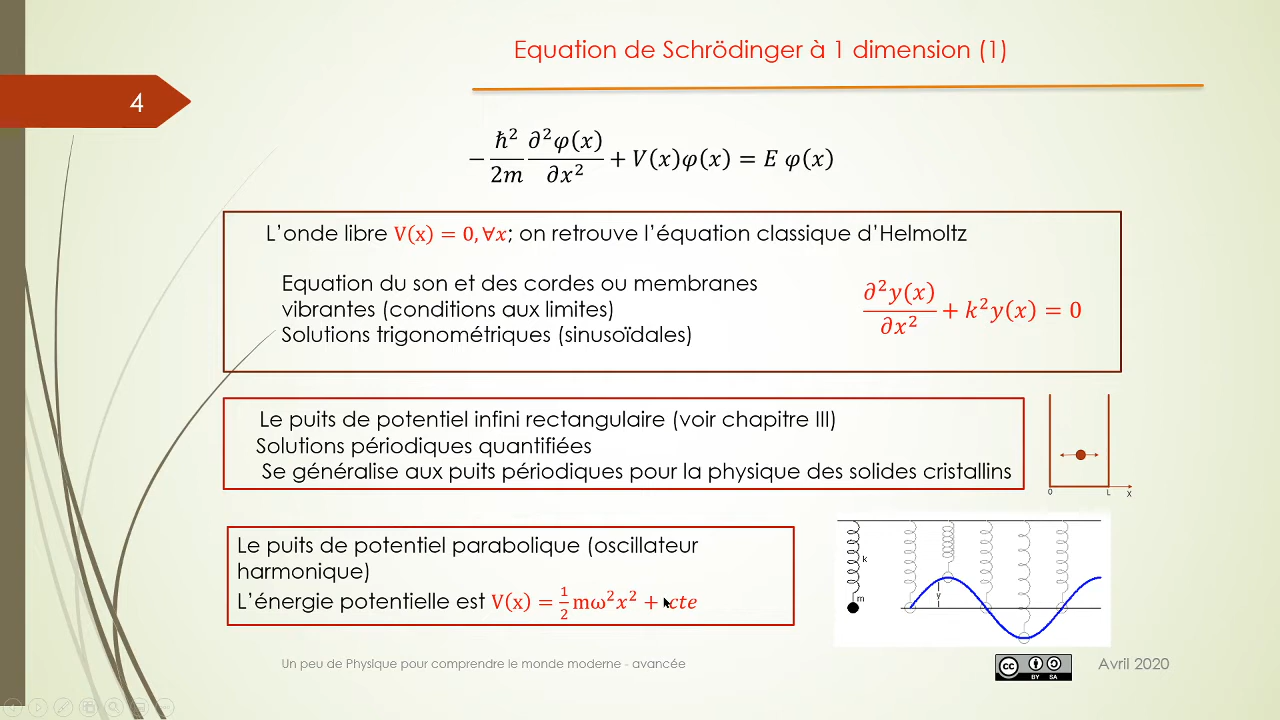 Equation de Schrödinger à 1 dimension (1)
4
−ħ²/2m ∂²φ(x)/∂x² + V(x)φ(x) = E φ(x)
L’onde libre V(x) = 0, ∀x; on retrouve l’équation classique d’Helmoltz
Equation du son et des cordes ou membranes
vibrantes (conditions aux limites)
Solutions trigonométriques (sinusoïdales)
∂²y(x)/∂x² + k²y(x) = 0
Le puits de potentiel infini rectangulaire (voir chapitre III)
Solutions périodiques quantifiées
Se généralise aux puits périodiques pour la physique des solides cristallins
0 L X
Le puits de potentiel parabolique (oscillateur
harmonique)
L’énergie potentielle est V(x) = 1/2 mω²x² + cte
k
m
y
Un peu de Physique pour comprendre le monde moderne - avancée
cc BY SA
Avril 2020